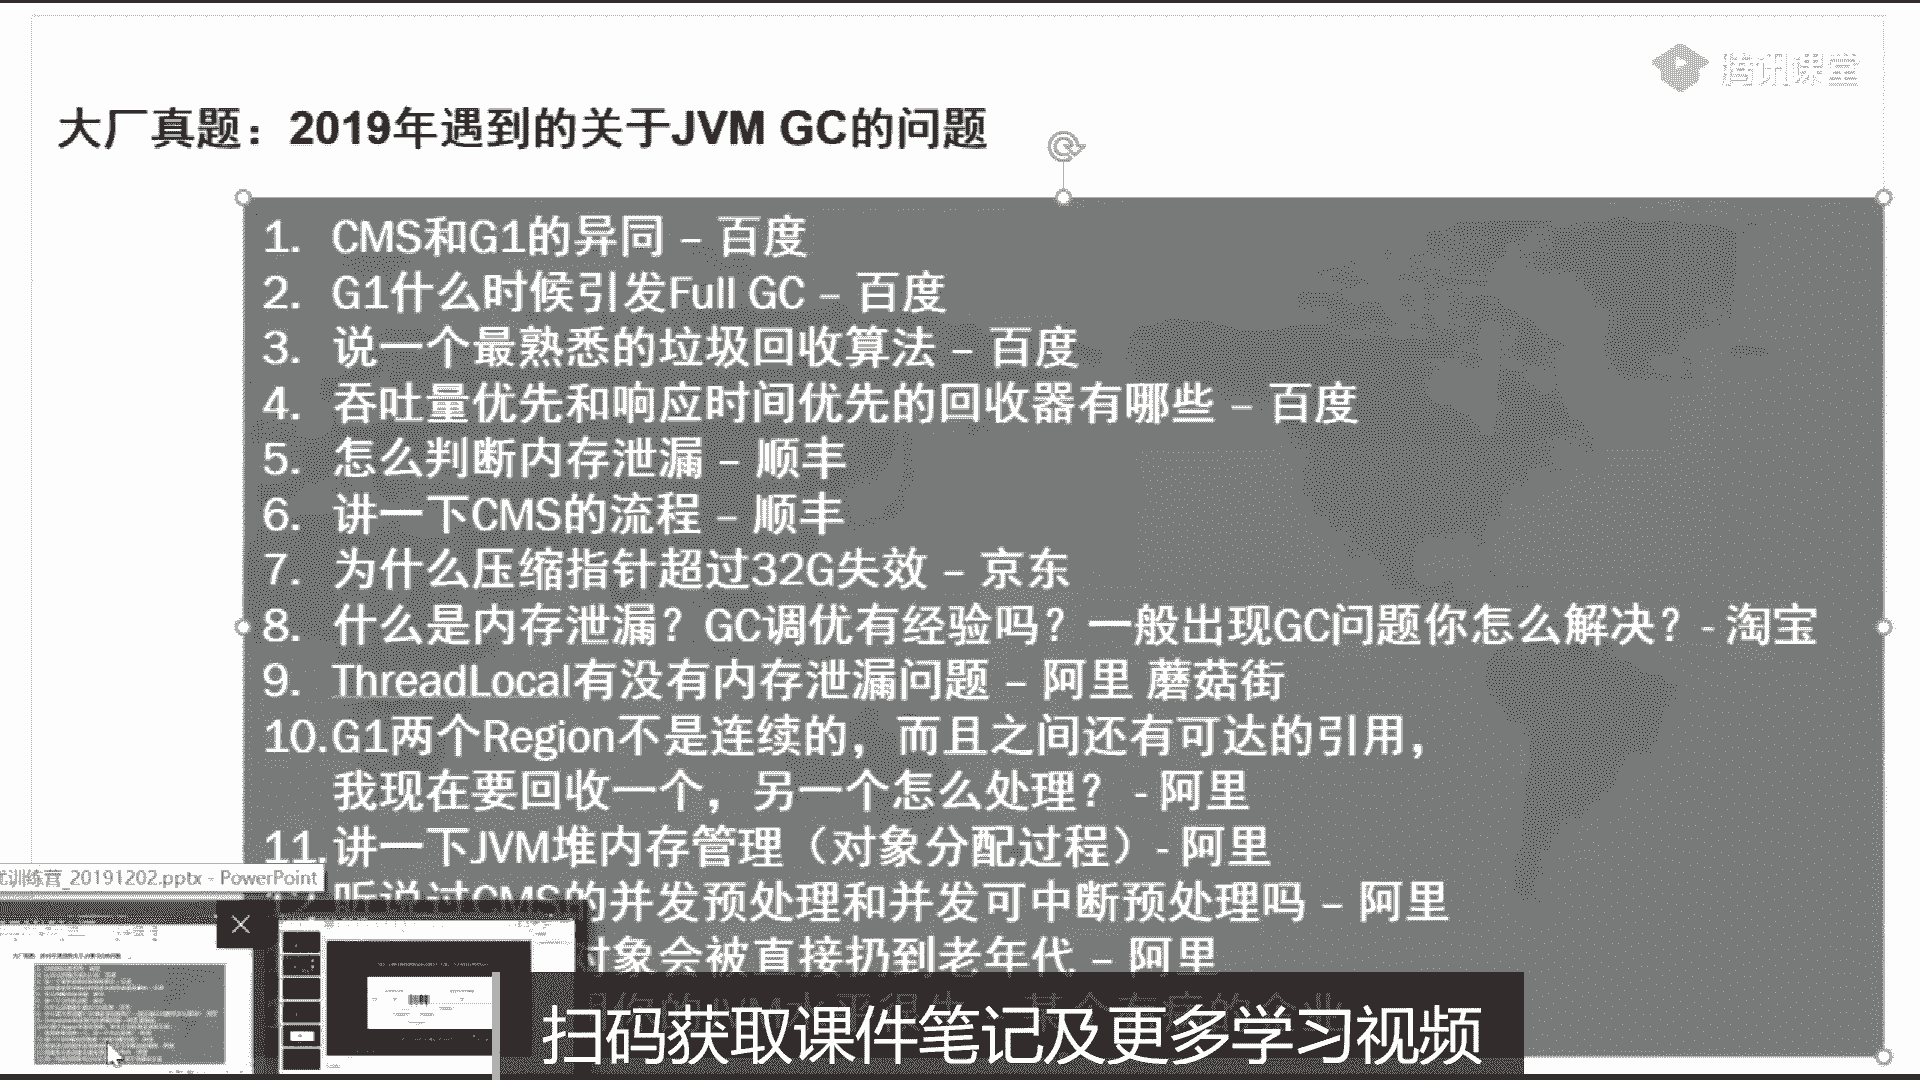 腾讯课堂
大厂真题：2019年遇到的关于JVM GC的问题
1. CMS和G1的异同 – 百度
2. G1什么时候引发Full GC – 百度
3. 说一个最熟悉的垃圾回收算法 – 百度
4. 吞吐量优先和响应时间优先的回收器有哪些 – 百度
5. 怎么判断内存泄漏 – 顺丰
6. 讲一下CMS的流程 – 顺丰
7. 为什么压缩指针超过32G失效 – 京东
8. 什么是内存泄漏？GC调优有经验吗？一般出现GC问题你怎么解决？- 淘宝
9. ThreadLocal有没有内存泄漏问题 – 阿里 蘑菇街
10.G1两个Region不是连续的，而且之间还有可达的引用，
我现在要回收一个，另一个怎么处理？ - 阿里
11.讲一下JVM堆内存管理（对象分配过程）- 阿里
听说过CMS的并发预处理和并发可中断预处理吗 – 阿里
对象会被直接扔到老年代 – 阿里
训练营_20191202.pptx - PowerPoint
扫码获取课件笔记及更多学习视频